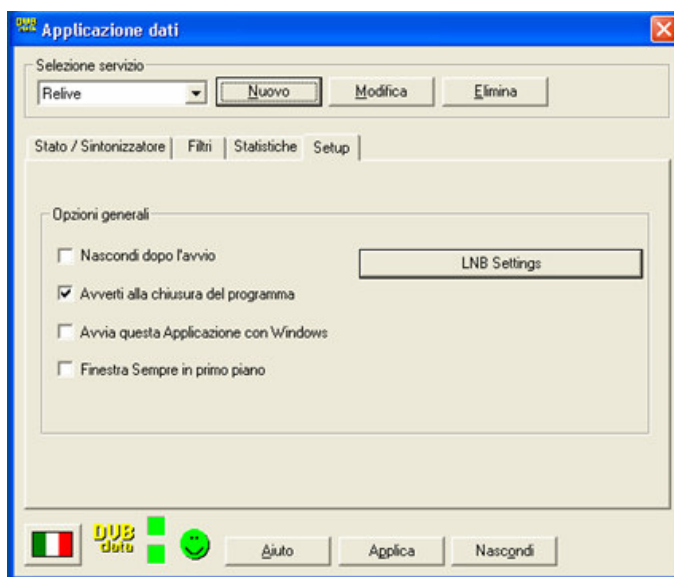 DVB data Applicazione dati
Selezione servizio
Relive Nuovo Modifica Elimina
Stato / Sintonizzatore Filtri Statistiche Setup
Opzioni generali
Nascondi dopo l'avvio
LNB Settings
Avverti alla chiusura del programma
Avvia questa Applicazione con Windows
Finestra Sempre in primo piano
DVB
data
Aiuto Applica Nascondi